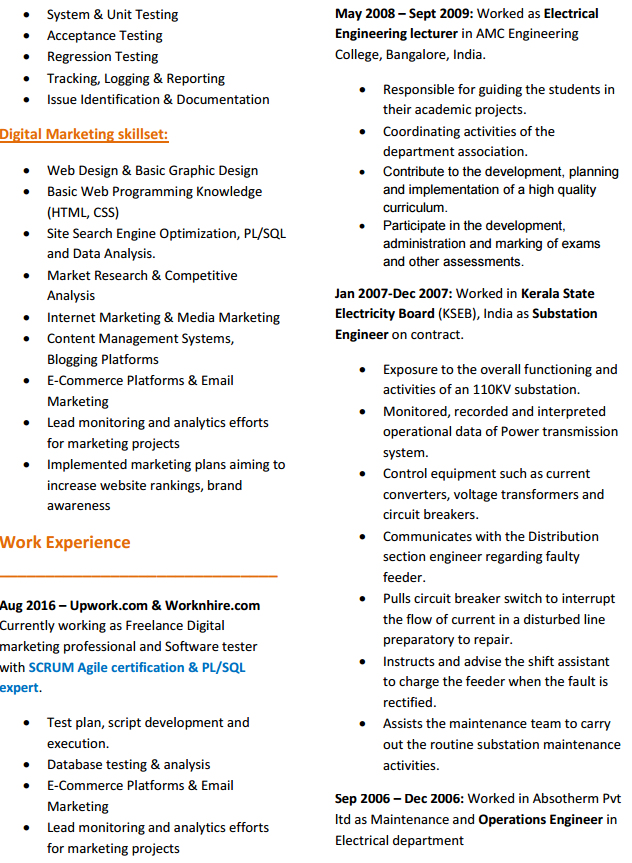 • System & Unit Testing
• Acceptance Testing
• Regression Testing
• Tracking, Logging & Reporting
• Issue Identification & Documentation
Digital Marketing skillset:
• Web Design & Basic Graphic Design
• Basic Web Programming Knowledge
(HTML, CSS)
• Site Search Engine Optimization, PL/SQL
and Data Analysis.
• Market Research & Competitive
Analysis
• Internet Marketing & Media Marketing
• Content Management Systems,
Blogging Platforms
• E-Commerce Platforms & Email
Marketing
• Lead monitoring and analytics efforts
for marketing projects
• Implemented marketing plans aiming to
increase website rankings, brand
awareness
Work Experience
Aug 2016 – Upwork.com & Worknhire.com
Currently working as Freelance Digital
marketing professional and Software tester
with SCRUM Agile certification & PL/SQL
expert.
• Test plan, script development and
execution.
• Database testing & analysis
• E-Commerce Platforms & Email
Marketing
• Lead monitoring and analytics efforts
for marketing projects
May 2008 – Sept 2009: Worked as Electrical
Engineering lecturer in AMC Engineering
College, Bangalore, India.
• Responsible for guiding the students in
their academic projects.
• Coordinating activities of the
department association.
• Contribute to the development, planning
and implementation of a high quality
curriculum.
• Participate in the development,
administration and marking of exams
and other assessments.
Jan 2007-Dec 2007: Worked in Kerala State
Electricity Board (KSEB), India as Substation
Engineer on contract.
• Exposure to the overall functioning and
activities of an 110KV substation.
• Monitored, recorded and interpreted
operational data of Power transmission
system.
• Control equipment such as current
converters, voltage transformers and
circuit breakers.
• Communicates with the Distribution
section engineer regarding faulty
feeder.
• Pulls circuit breaker switch to interrupt
the flow of current in a disturbed line
preparatory to repair.
• Instructs and advise the shift assistant
to charge the feeder when the fault is
rectified.
• Assists the maintenance team to carry
out the routine substation maintenance
activities.
Sep 2006 – Dec 2006: Worked in Absotherm Pvt
ltd as Maintenance and Operations Engineer in
Electrical department